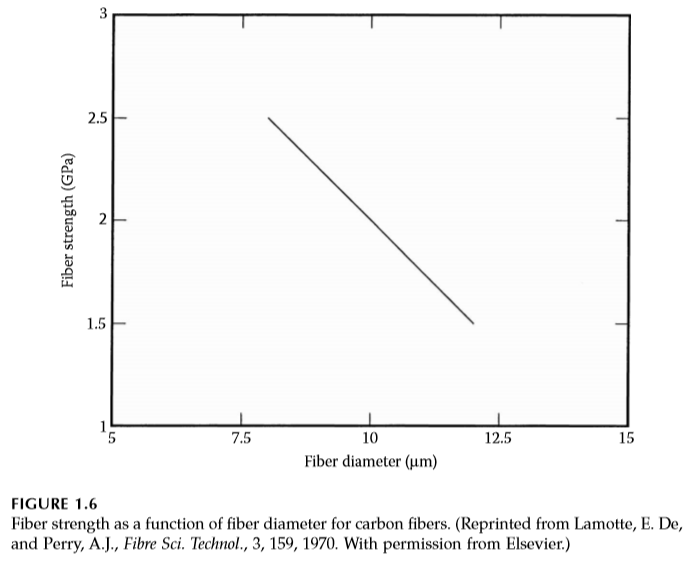 3
2.5
2
1.5
1
Fiber strength (GPa)
5 7.5 10 12.5 15
Fiber diameter (μm)
FIGURE 1.6
Fiber strength as a function of fiber diameter for carbon fibers. (Reprinted from Lamotte, E. De,
and Perry, A.J., Fibre Sci. Technol., 3, 159, 1970. With permission from Elsevier.)